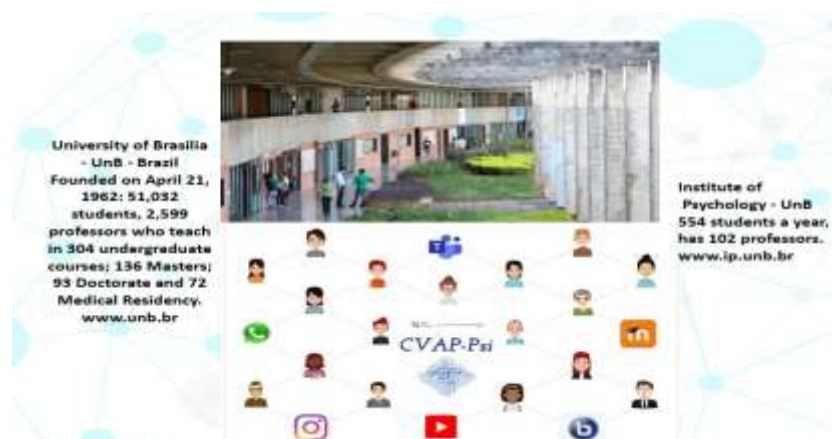 University of Brasilia
- UnB - Brazil
Founded on April 21,
1962: 51,032
students, 2,599
professors who teach
in 304 undergraduate
courses; 136 Masters;
93 Doctorate and 72
Medical Residency.
www.unb.br
Institute of
Psychology - UnB
554 students a year,
has 102 professors.
www.ip.unb.br
CVAP-Psi